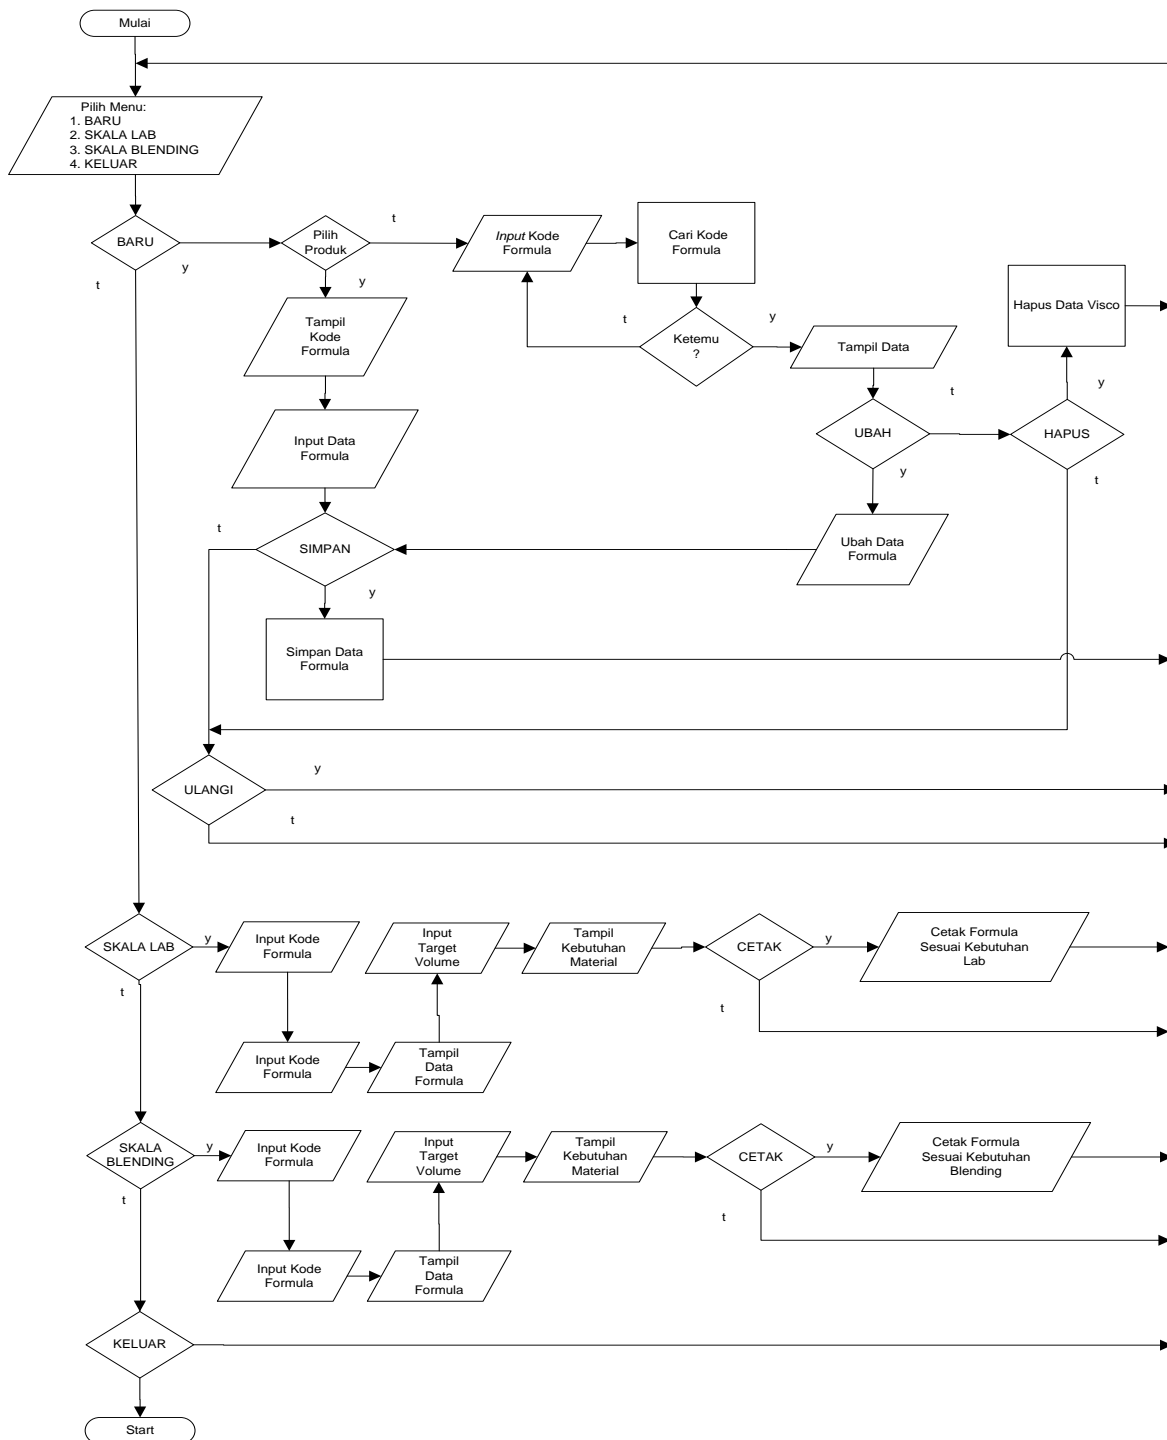 Mulai
Pilih Menu:
1. BARU
2. SKALA LAB
3. SKALA BLENDING
4. KELUAR
BARU
y
t
Pilih
Produk
t
y
Input Kode
Formula
Cari Kode
Formula
Ketemu
?
t
y
Tampil Data
Hapus Data Visco
y
UBAH
t
y
HAPUS
t
Tampil
Kode
Formula
Input Data
Formula
SIMPAN
t
y
Ubah Data
Formula
Simpan Data
Formula
ULANGI
y
t
SKALA LAB
y
t
Input Kode
Formula
Input Kode
Formula
Tampil
Data
Formula
Input
Target
Volume
Tampil
Kebutuhan
Material
CETAK
y
t
Cetak Formula
Sesuai Kebutuhan
Lab
SKALA
BLENDING
y
t
Input Kode
Formula
Input Kode
Formula
Tampil
Data
Formula
Input
Target
Volume
Tampil
Kebutuhan
Material
CETAK
y
t
Cetak Formula
Sesuai Kebutuhan
Blending
KELUAR
Start